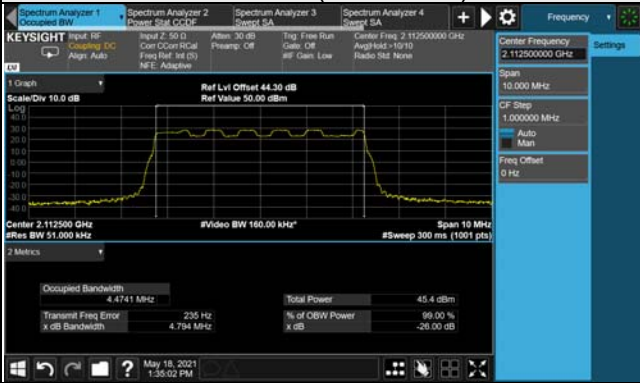 Spectrum Analyzer 1
Occupied BW
Spectrum Analyzer 2
Power Stat CCDF
Spectrum Analyzer 3
Swept SA
Spectrum Analyzer 4
Swept SA
Frequency
KEYSIGHT
Input: RF
Coupling: DC
Align: Auto
Input Z: 50 Ω
Corr CCorr RCal
Freq Ref: Int (S)
NFE: Adaptive
Atten: 30 dB
Preamp: Off
Trig: Free Run
Gate: Off
#IF Gain: Low
Center Freq: 2.112500000 GHz
Avg|Hold:>10/10
Radio Std: None
Center Frequency
2.112500000 GHz
Settings
Span
10.000 MHz
CF Step
1.000000 MHz
Auto
Man
Freq Offset
0 Hz
1 Graph
Scale/Div 10.0 dB
Ref Lvl Offset 44.30 dB
Ref Value 50.00 dBm
Log
40.0
30.0
20.0
10.0
0.00
-10.0
-20.0
-30.0
-40.0
Center 2.112500 GHz
#Res BW 51.000 kHz
#Video BW 160.00 kHz*
Span 10 MHz
#Sweep 300 ms (1001 pts)
2 Metrics
Occupied Bandwidth
4.4741 MHz
Total Power
45.4 dBm
Transmit Freq Error
235 Hz
% of OBW Power
99.00 %
x dB Bandwidth
4.794 MHz
x dB
-26.00 dB
May 18, 2021
1:35:02 PM